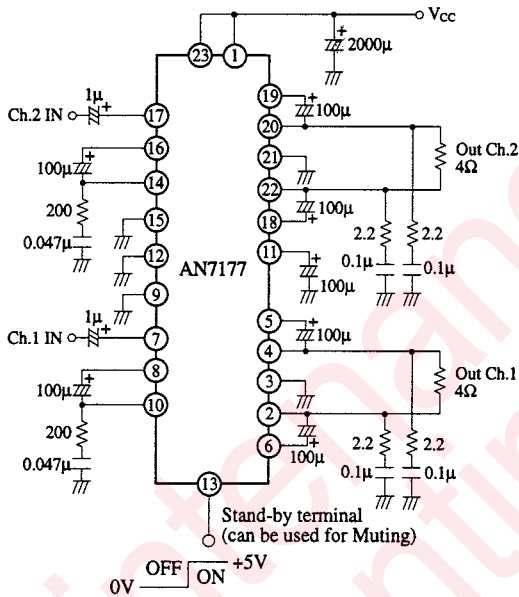 VCC
2000μ
23
1
1μ
Ch.2 IN
17
19
100μ
20
16
100μ
14
21
Out Ch.2
4Ω
22
200
15
18
100μ
0.047μ
12
11
2.2
2.2
AN7177
0.1μ
0.1μ
9
100μ
1μ
5
Ch.1 IN
7
100μ
4
8
100μ
3
Out Ch.1
4Ω
10
2
200
6
100μ
2.2
2.2
0.047μ
0.1μ
0.1μ
13
Stand-by terminal
(can be used for Muting)
OFF
+5V
0V
ON